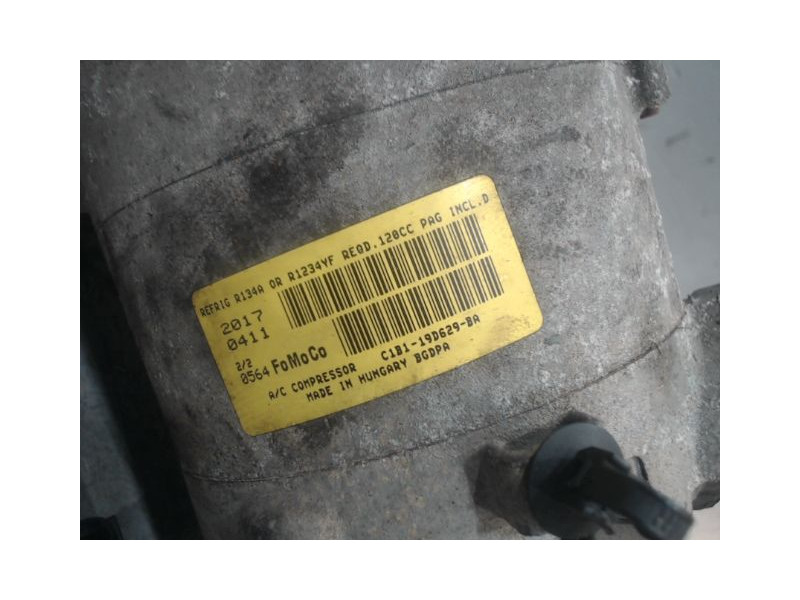 REFRIG R134A OR R1234YF REQD.120CC PAG INCL.D
2017
0411
2/2
0564 FoMoCo
A/C COMPRESSOR C1B1-19D629-BA
MADE IN HUNGARY BGDPA